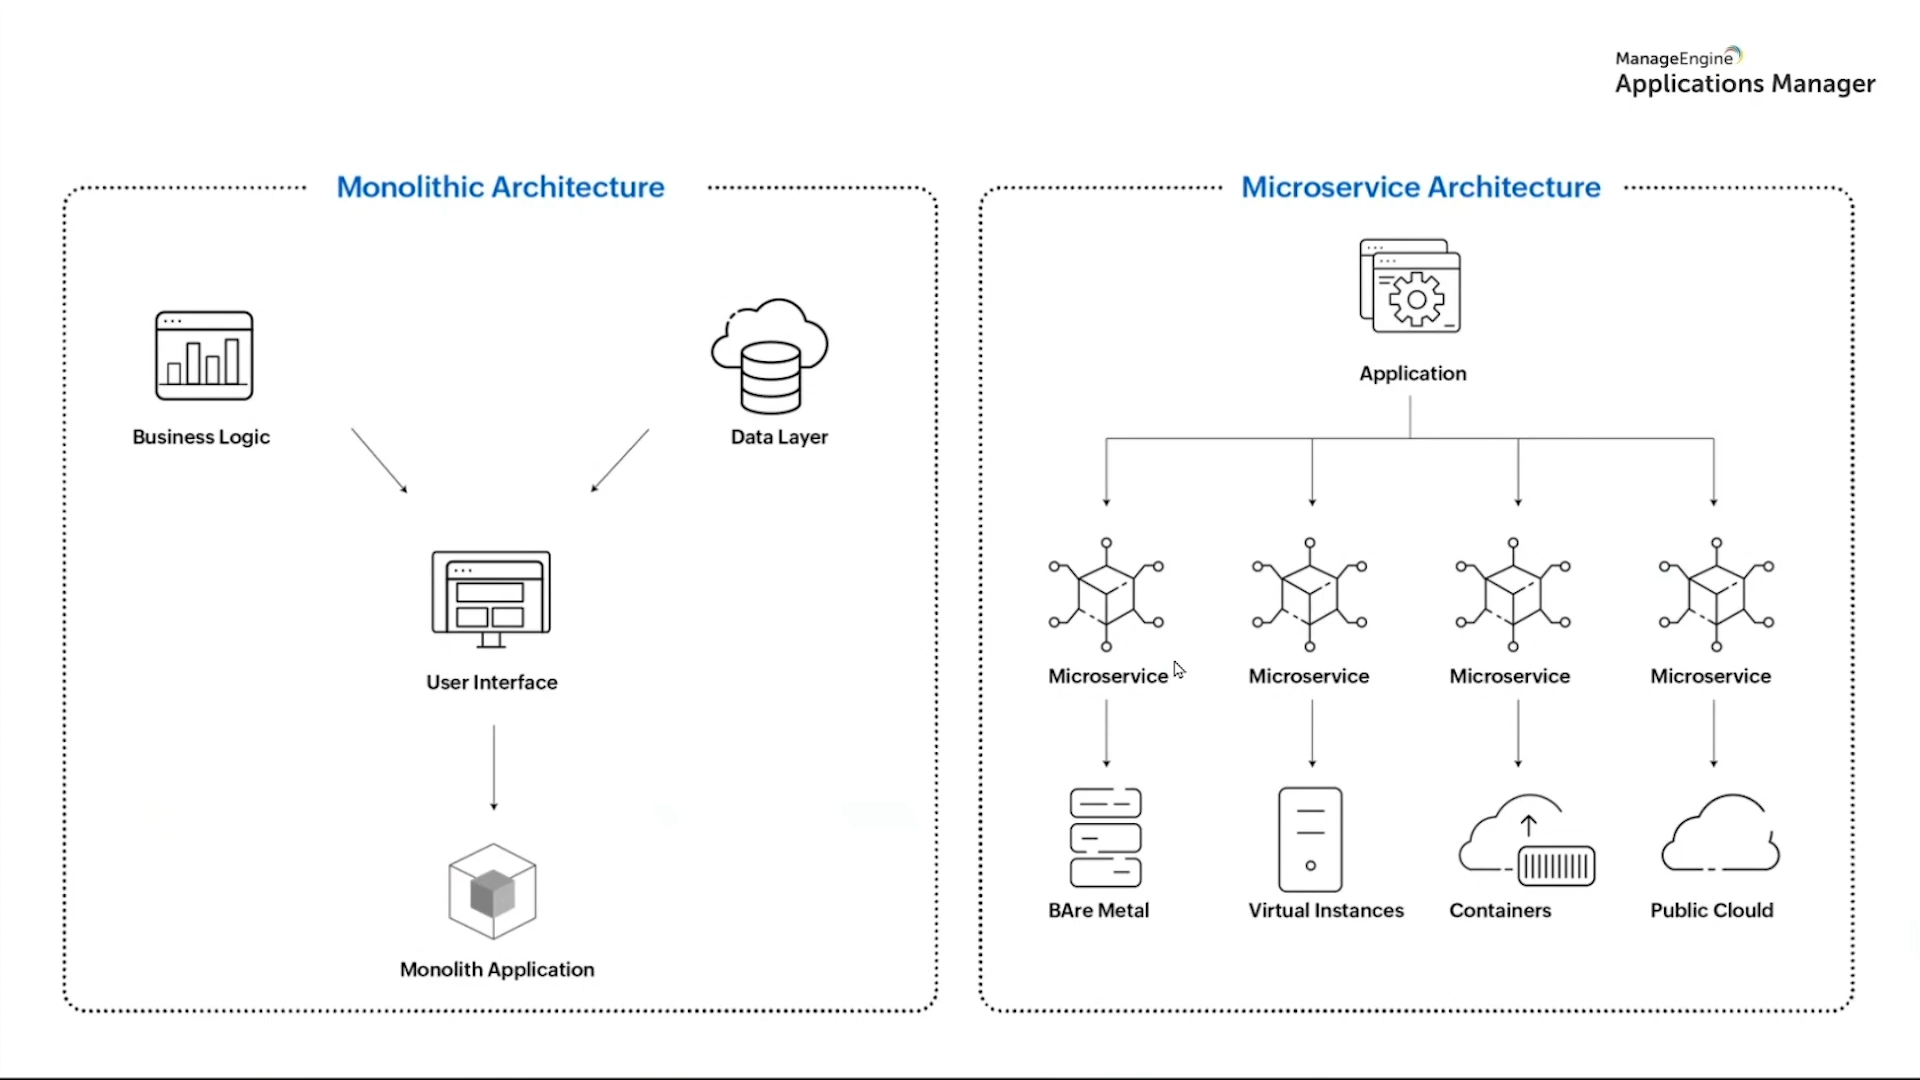 ManageEngine
Applications Manager
Monolithic Architecture
Business Logic
Data Layer
User Interface
Monolith Application
Microservice Architecture
Application
Microservice
Microservice
Microservice
Microservice
BAre Metal
Virtual Instances
Containers
Public Clould